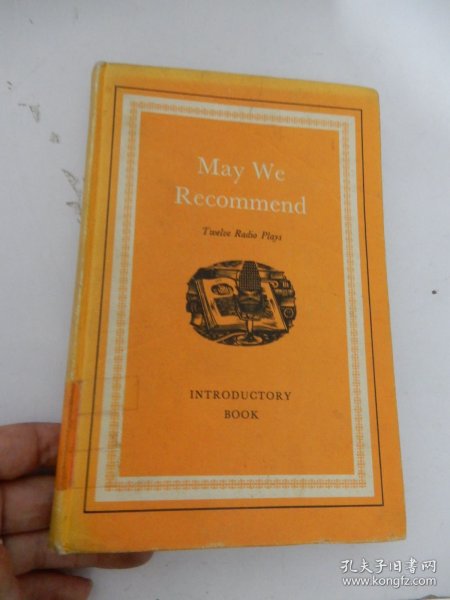 May We
Recommend
Twelve Radio Plays
INTRODUCTORY
BOOK
孔夫子旧书网
www.kongfz.com